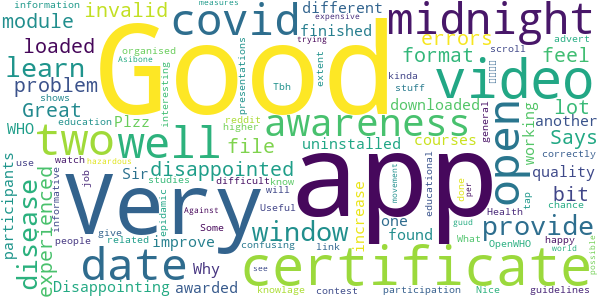 information
measures
invalid
covid
different
midnight
expensive
trying
advert
module
loaded
organised
Asibone
presentations
finished
errors
scroll
extent
shows
learn
interesting
Tbh
kinda
format
feel
problem
Good
reddit
stuff
video
Great
Plzz
higher
downloaded
lot
WHO
education
file
awareness
courses
another
two
well
uninstalled
working
Says
use
watch
hazardous
studies
difficult
know
open
correctly
participants
informative
job
Sir
disappointed
will
educational
general
tap
chance
quality
disease
experienced
Very
Useful
Some
Against
epidamic
window
one
found
increase
movement
app
done
per
Health
provide
bit
people
give
related
improve
confusing
link
guud
What
OpenWHO
happy
world
date
Why
see
certificate
possible
Disappointing
awarded
knowlage
contest
participation
Nice
guidelines